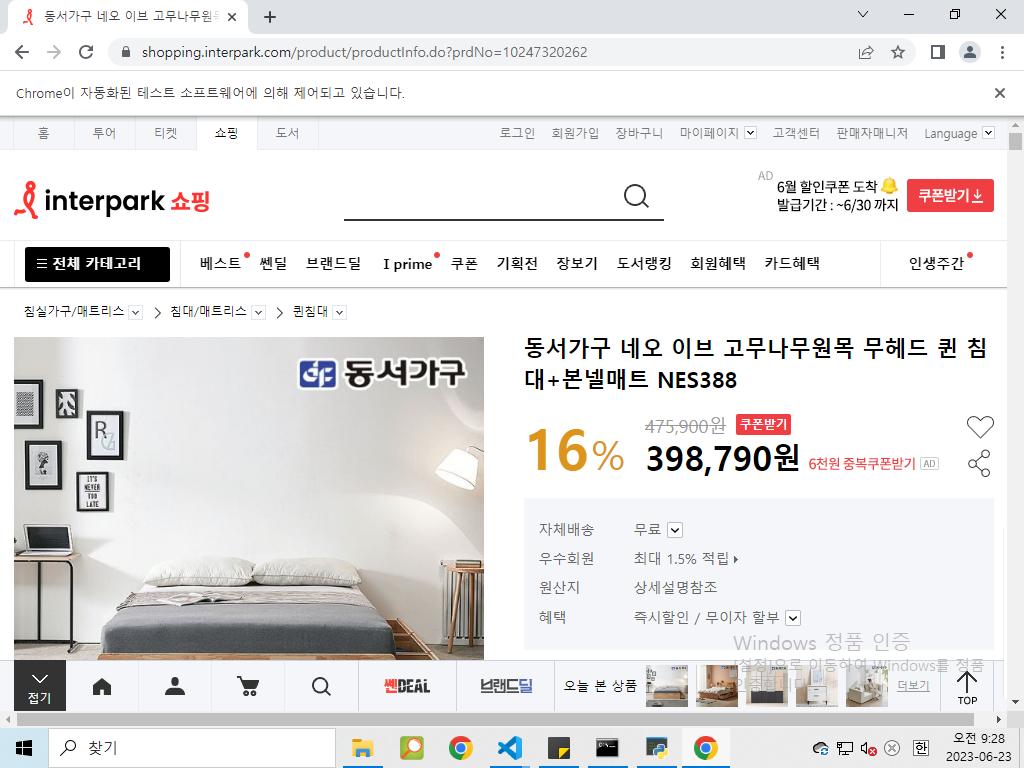 동서가구 네오 이브 고무나무원목
shopping.interpark.com/product/productInfo.do?prdNo=10247320262
Chrome이 자동화된 테스트 소프트웨어에 의해 제어되고 있습니다.
홈 투어 티켓 쇼핑 도서 로그인 회원가입 장바구니 마이페이지 고객센터 판매자매니저 Language
interpark 쇼핑
AD 6월 할인쿠폰 도착
발급기간 : ~6/30 까지
쿠폰받기
전체 카테고리 베스트 쎈딜 브랜드딜 I prime 쿠폰 기획전 장보기 도서랭킹 회원혜택 카드혜택 인생주간
침실가구/매트리스 침대/매트리스 퀸침대
동서가구
R
G
IT'S
NEVER
TOO
LATE
동서가구 네오 이브 고무나무원목 무헤드 퀸 침
대+본넬매트 NES388
16%
475,900원 쿠폰받기
398,790원 6천원 중복쿠폰받기 AD
자체배송 무료
우수회원 최대 1.5% 적립
원산지 상세설명참조
혜택 즉시할인 / 무이자 할부
Windows 정품 인증
[설정]으로 이동하여 Windows를 정품
인증합니다.
접기
쎈DEAL 브랜드딜 오늘 본 상품 더보기
TOP
찾기
한
오전 9:28
2023-06-23